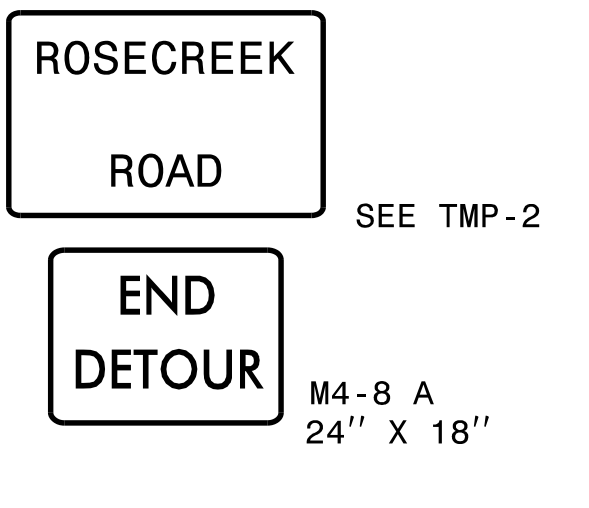 ROSECREEK
ROAD
SEE TMP-2
END
DETOUR
M4-8 A
24'' X 18''